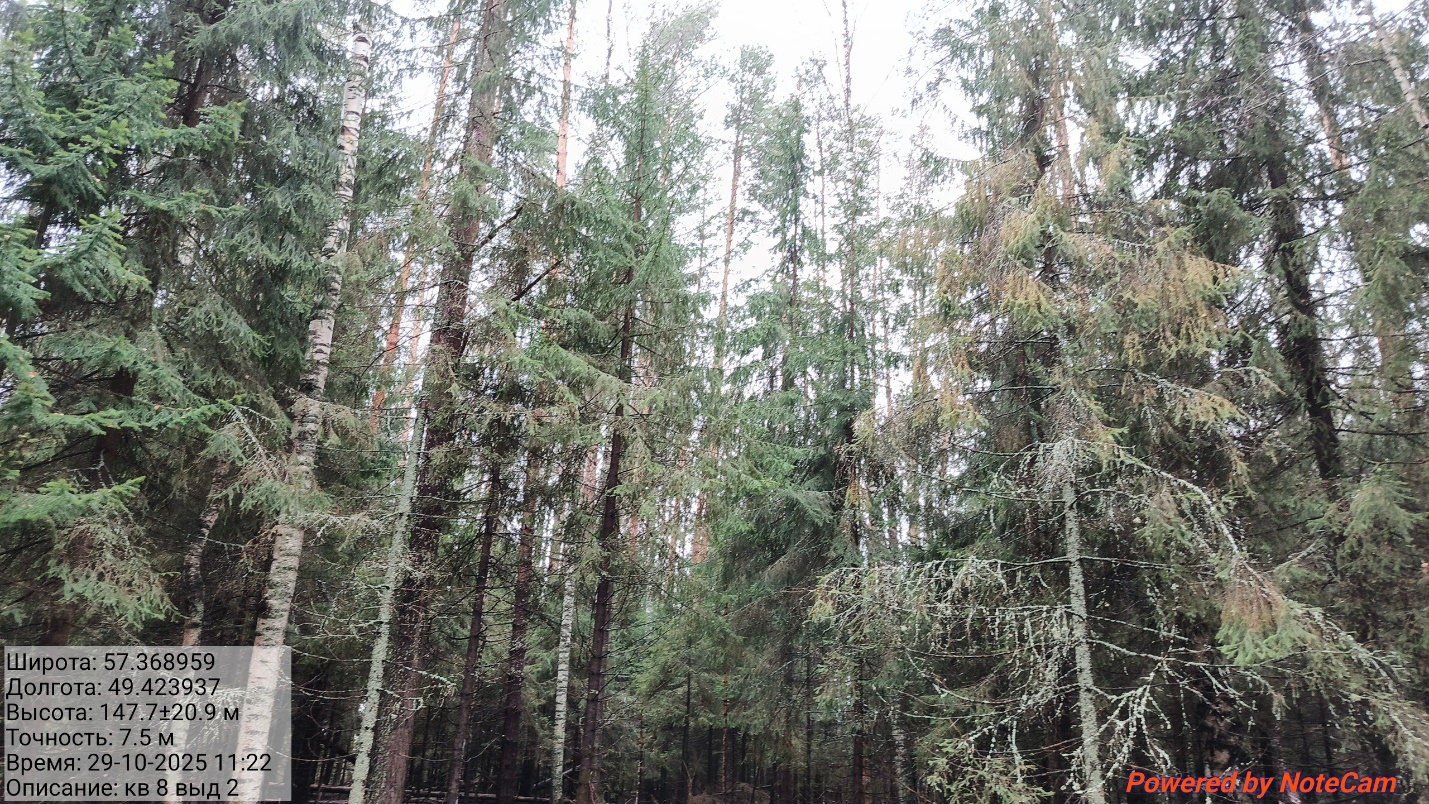 Широта: 57.368959
Долгота: 49.423937
Высота: 147.7±20.9 м
Точность: 7.5 м
Время: 29-10-2025 11:22
Описание: кв 8 выд 2
Powered by NoteCam